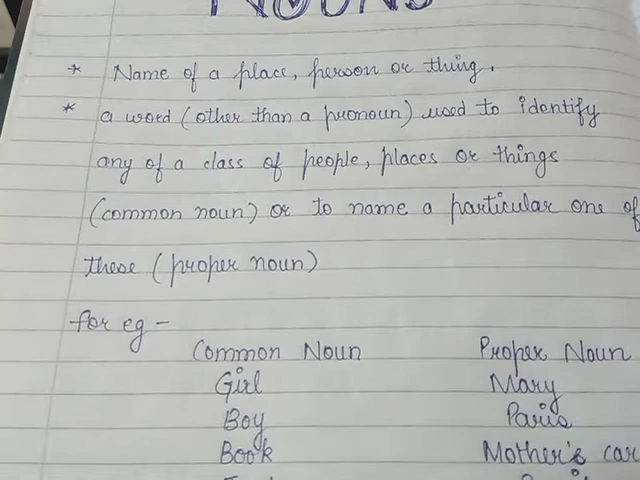 NOUNS
* Name of a place, person or thing.
* a word (other than a pronoun) used to identify
any of a class of people, places or things
(common noun) or to name a particular one of
these (proper noun)
for eg -
Common Noun Proper Noun
Girl Mary
Boy Paris
Book Mother's car